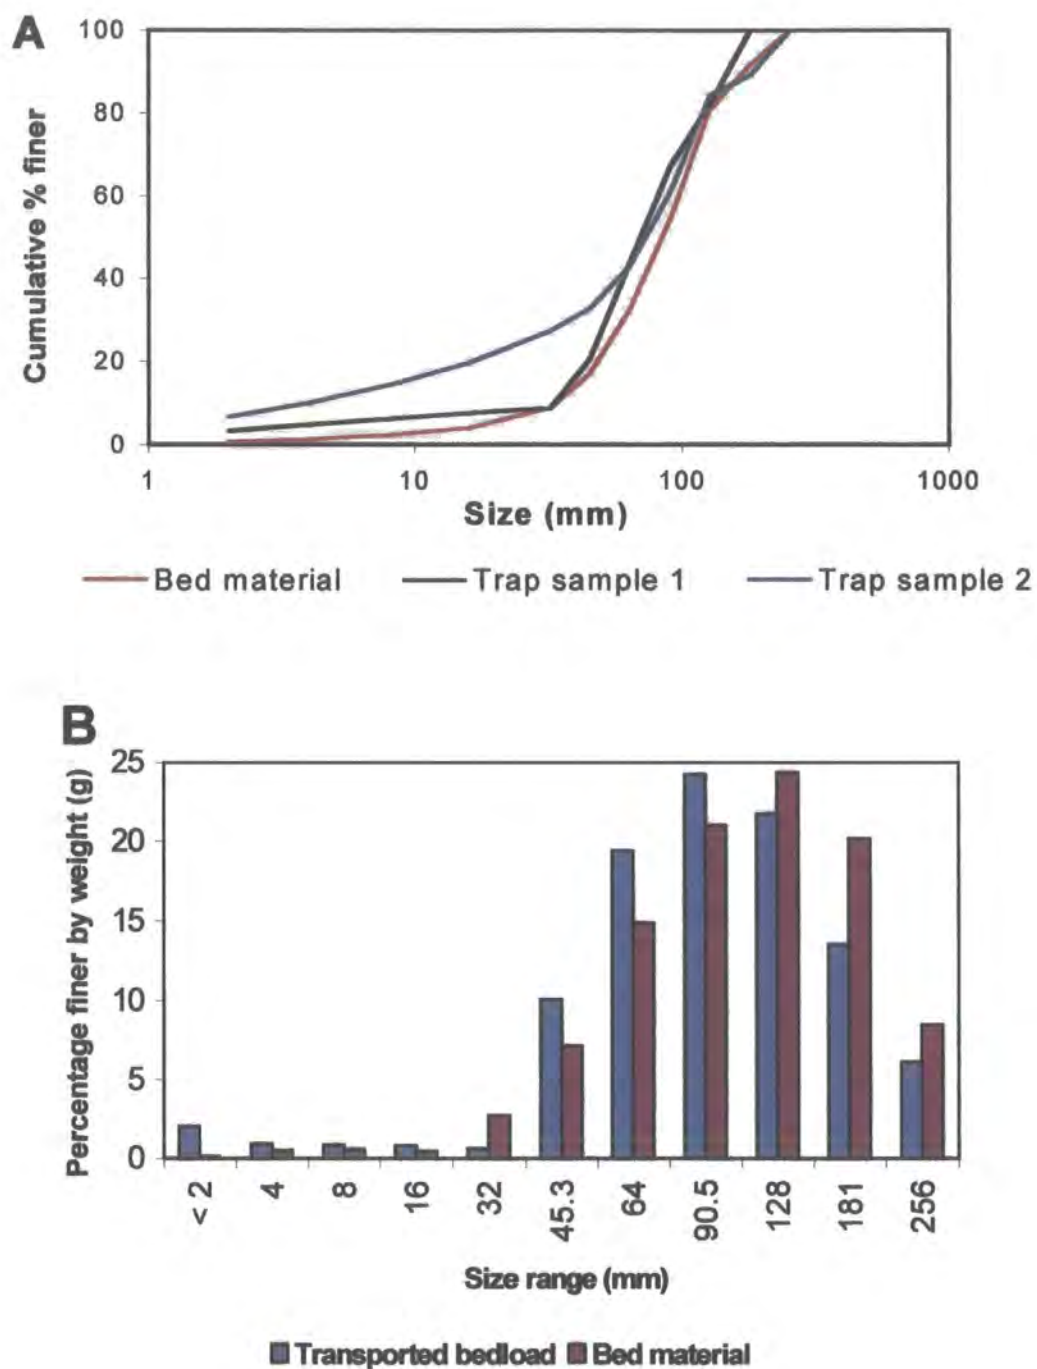 A
Cumulative % finer
100
80
60
40
20
0
1 10 100 1000
Size (mm)
Bed material Trap sample 1 Trap sample 2
B
Percentage finer by weight (g)
25
20
15
10
5
0
< 2 4 8 16 32 45.3 64 90.5 128 181 256
Size range (mm)
Transported bedload Bed material